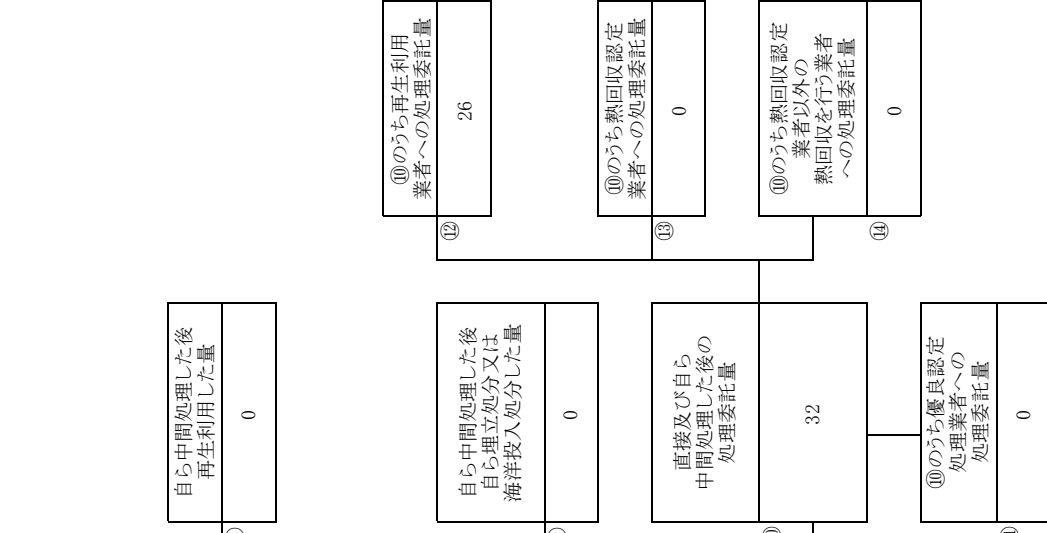 ⑩のうち再生利用
業者への処理委託量
26
⑫
⑩のうち熱回収認定
業者への処理委託量
0
⑬
⑩のうち熱回収認定
業者以外の
熱回収を行う業者
への処理委託量
0
⑭
自ら中間処理した後
再生利用した量
0
自ら中間処理した後
自ら埋立処分又は
海洋投入処分した量
0
直接及び自ら
中間処理した後の
処理委託量
32
⑩のうち優良認定
処理業者への
処理委託量
0